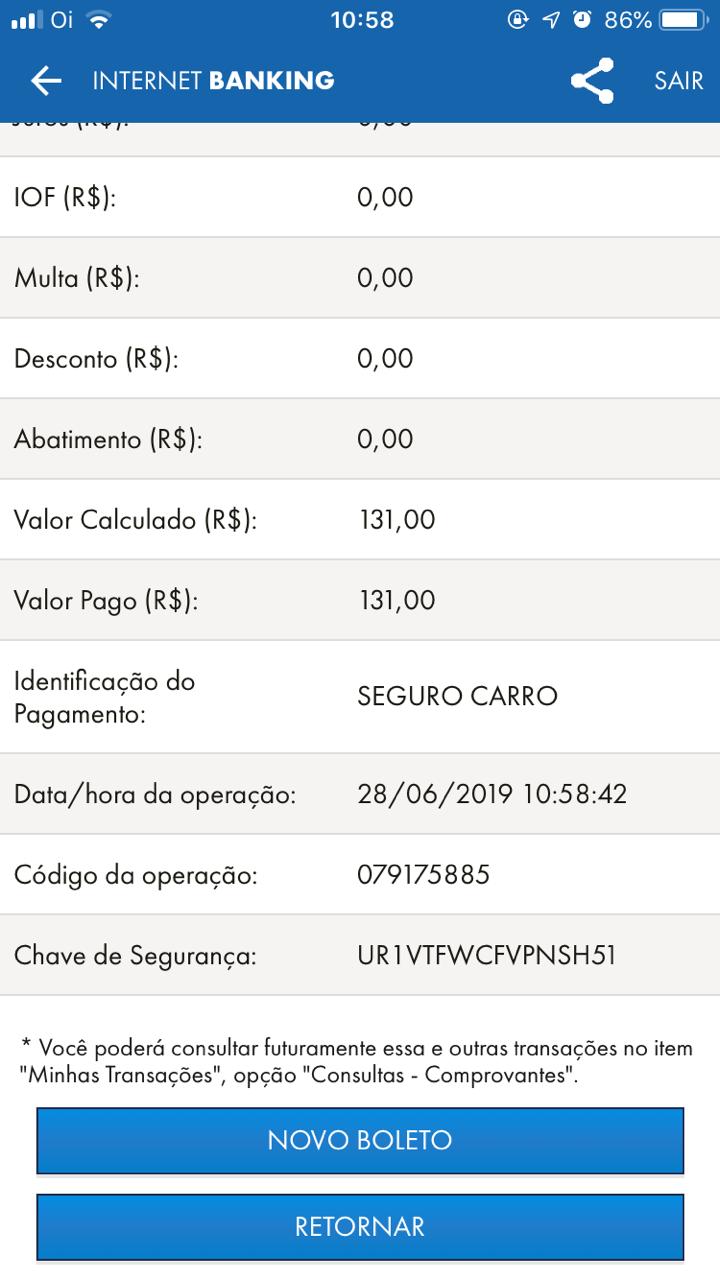 Oi 10:58 86%
INTERNET BANKING SAIR
Juros (R$): 0,00
IOF (R$): 0,00
Multa (R$): 0,00
Desconto (R$): 0,00
Abatimento (R$): 0,00
Valor Calculado (R$): 131,00
Valor Pago (R$): 131,00
Identificação do
Pagamento: SEGURO CARRO
Data/hora da operação: 28/06/2019 10:58:42
Código da operação: 079175885
Chave de Segurança: UR1VTFWCFVPNSH51
* Você poderá consultar futuramente essa e outras transações no item
"Minhas Transações", opção "Consultas - Comprovantes".
NOVO BOLETO
RETORNAR